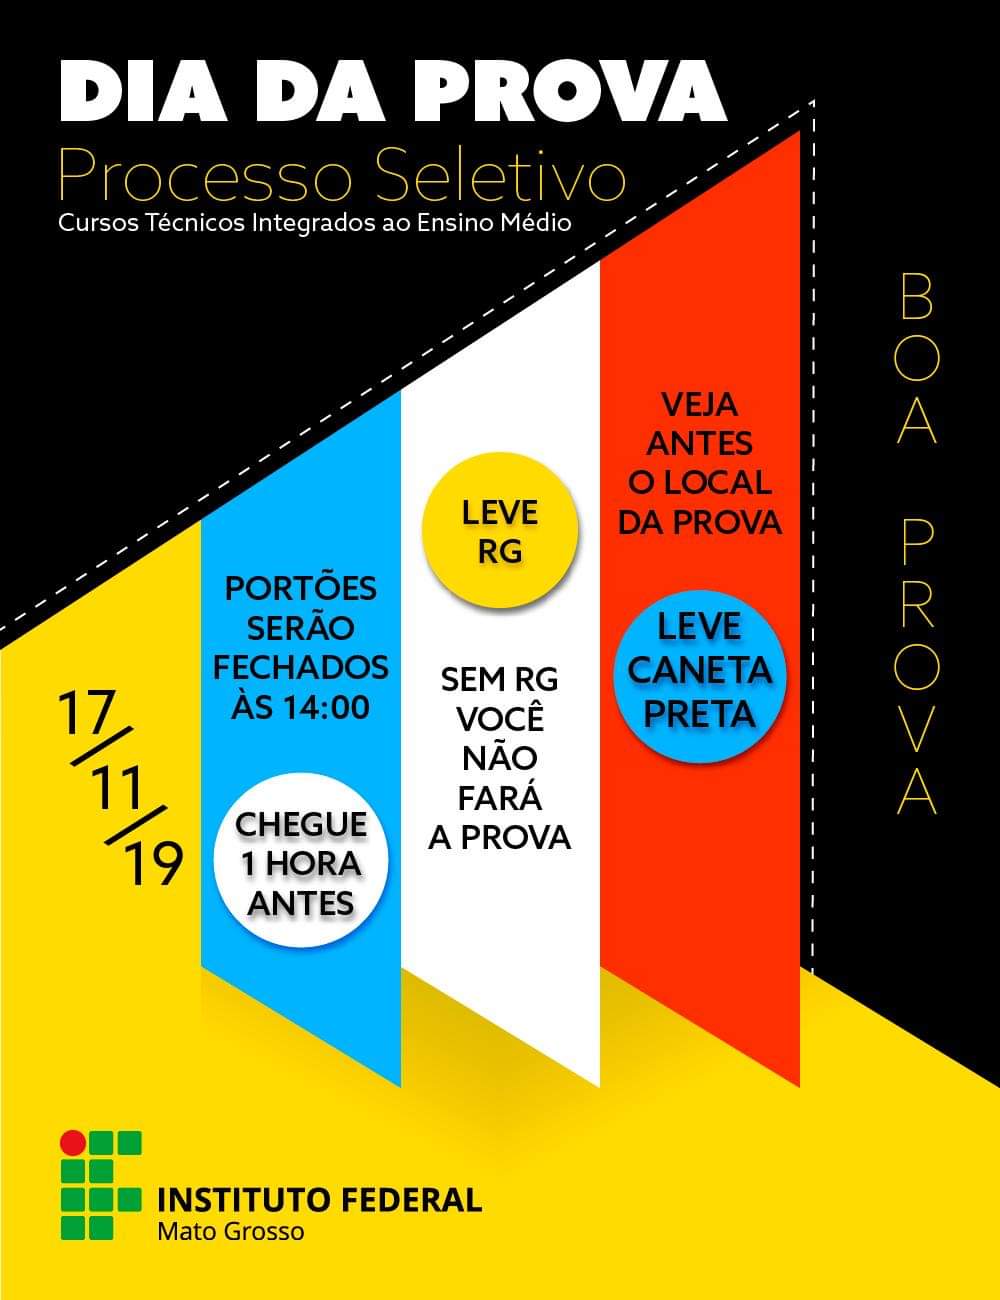 DIA DA PROVA
Processo Seletivo
Cursos Técnicos Integrados ao Ensino Médio
17/
11/
19
PORTÕES
SERÃO
FECHADOS
ÀS 14:00
CHEGUE
1 HORA
ANTES
LEVE
RG
SEM RG
VOCÊ
NÃO
FARÁ
A PROVA
VEJA
ANTES
O LOCAL
DA PROVA
LEVE
CANETA
PRETA
BOA PROVA
INSTITUTO FEDERAL
Mato Grosso